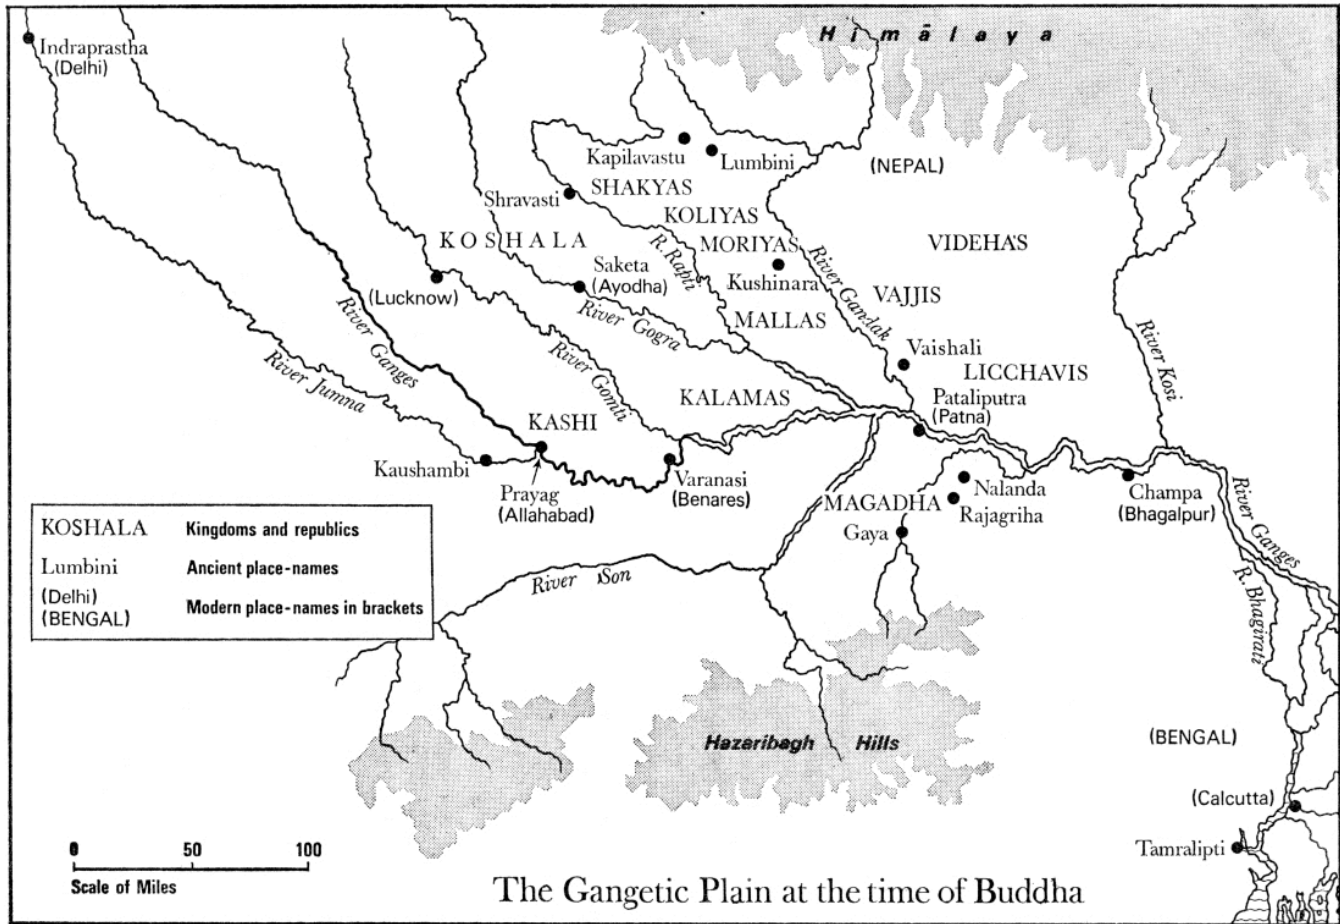 Himālaya
Indraprastha
(Delhi)
Kapilavastu
Lumbini
(NEPAL)
SHAKYAS
Shravasti
KOLIYAS
KOSHALA
MORIYAS
VIDEHA'S
R. Rapti
River Gandak
Saketa
(Ayodha)
Kushinara
(Lucknow)
VAJJIS
River Ganges
River Gogra
MALLAS
River Kosi
River Gomti
Vaishali
LICCHAVIS
River Jumna
KALAMAS
Pataliputra
(Patna)
KASHI
Kaushambi
Prayag
(Allahabad)
Varanasi
(Benares)
MAGADHA
Nalanda
Rajagriha
Champa
(Bhagalpur)
River Ganges
Gaya
KOSHALA Kingdoms and republics
Lumbini Ancient place-names
(Delhi)
(BENGAL) Modern place-names in brackets
River Son
R. Bhagirati
Hazaribagh Hills
(BENGAL)
(Calcutta)
Tamralipti
0 50 100
Scale of Miles
The Gangetic Plain at the time of Buddha